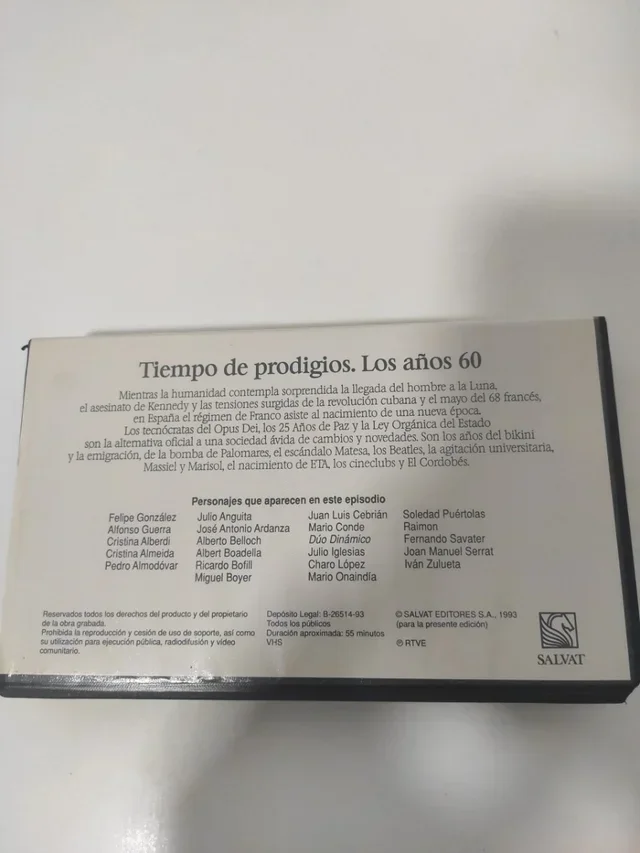 Tiempo de prodigios. Los años 60
Mientras la humanidad contempla sorprendida la llegada del hombre a la Luna,
el asesinato de Kennedy y las tensiones surgidas de la revolución cubana y el mayo del 68 francés,
en España el régimen de Franco asiste al nacimiento de una nueva época.
Los tecnócratas del Opus Dei, los 25 Años de Paz y la Ley Orgánica del Estado
son la alternativa oficial a una sociedad ávida de cambios y novedades. Son los años del bikini
y la emigración, de la bomba de Palomares, el escándalo Matesa, los Beatles, la agitación universitaria,
Massiel y Marisol, el nacimiento de ETA, los cineclubs y El Cordobés.
Personajes que aparecen en este episodio
Felipe González
Alfonso Guerra
Cristina Alberdi
Cristina Almeida
Pedro Almodóvar
Julio Anguita
José Antonio Ardanza
Alberto Belloch
Albert Boadella
Ricardo Bofill
Miguel Boyer
Juan Luis Cebrián
Mario Conde
Dúo Dinámico
Julio Iglesias
Charo López
Mario Onaindía
Soledad Puértolas
Raimon
Fernando Savater
Joan Manuel Serrat
Iván Zulueta
Reservados todos los derechos del producto y del propietario
de la obra grabada.
Prohibida la reproducción y cesión de uso de soporte, así como
su utilización para ejecución pública, radiodifusión y vídeo
comunitario.
Depósito Legal: B-26514-93
Todos los públicos
Duración aproximada: 55 minutos
VHS
© SALVAT EDITORES S.A., 1993
(para la presente edición)
℗ RTVE
SALVAT